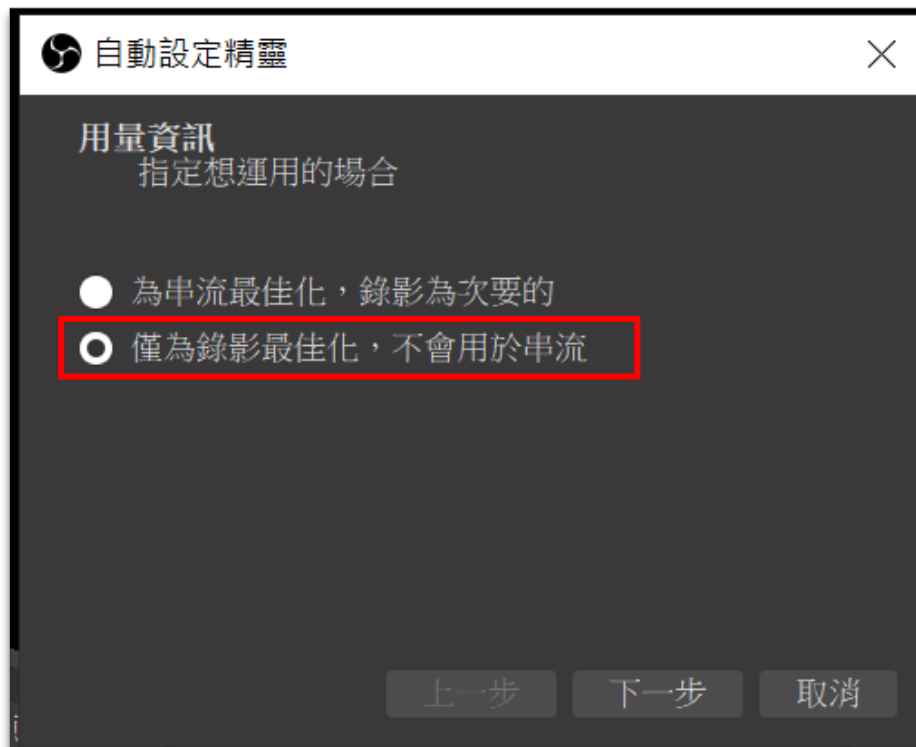 自動設定精靈
用量資訊
指定想運用的場合
為串流最佳化，錄影為次要的
僅為錄影最佳化，不會用於串流
上一步 下一步 取消